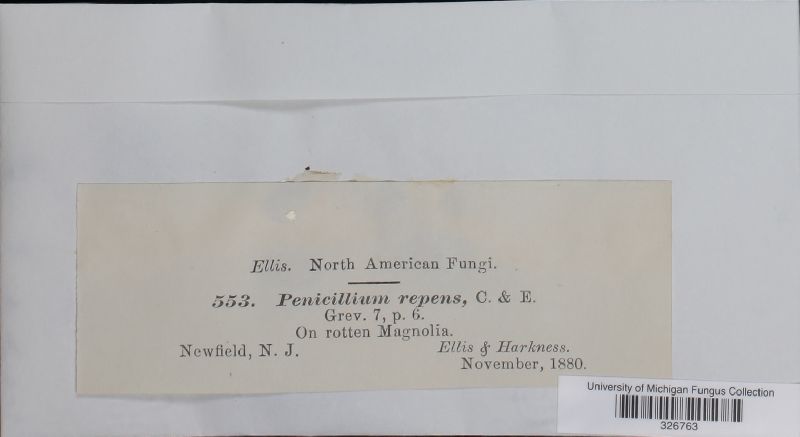 Ellis. North American Fungi.
553. Penicillium repens, C. & E.
Grev. 7, p. 6.
On rotten Magnolia.
Newfield, N. J. Ellis & Harkness.
November, 1880.
University of Michigan Fungus Collection
326763